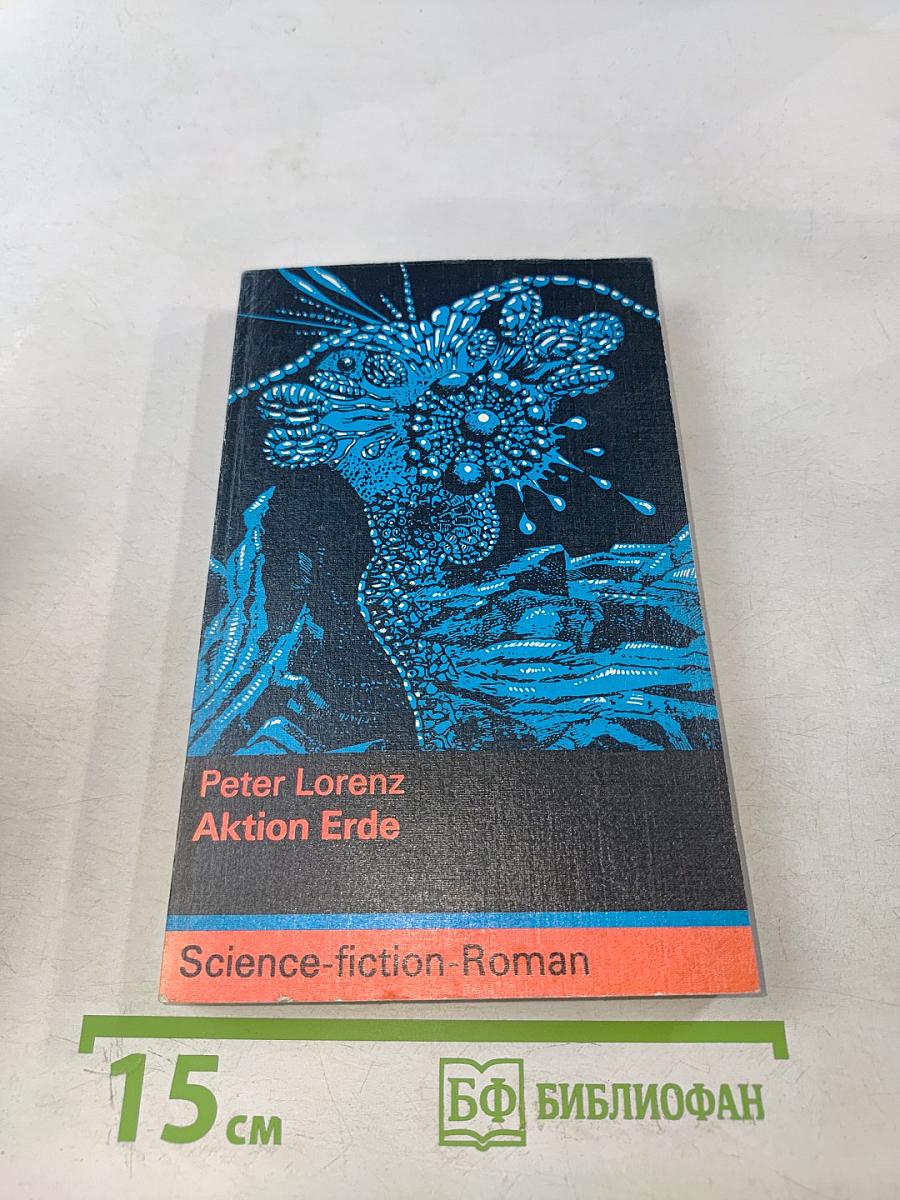 Peter Lorenz
Aktion Erde
Science-fiction-Roman
15 см
БФ БИБЛИОФАН